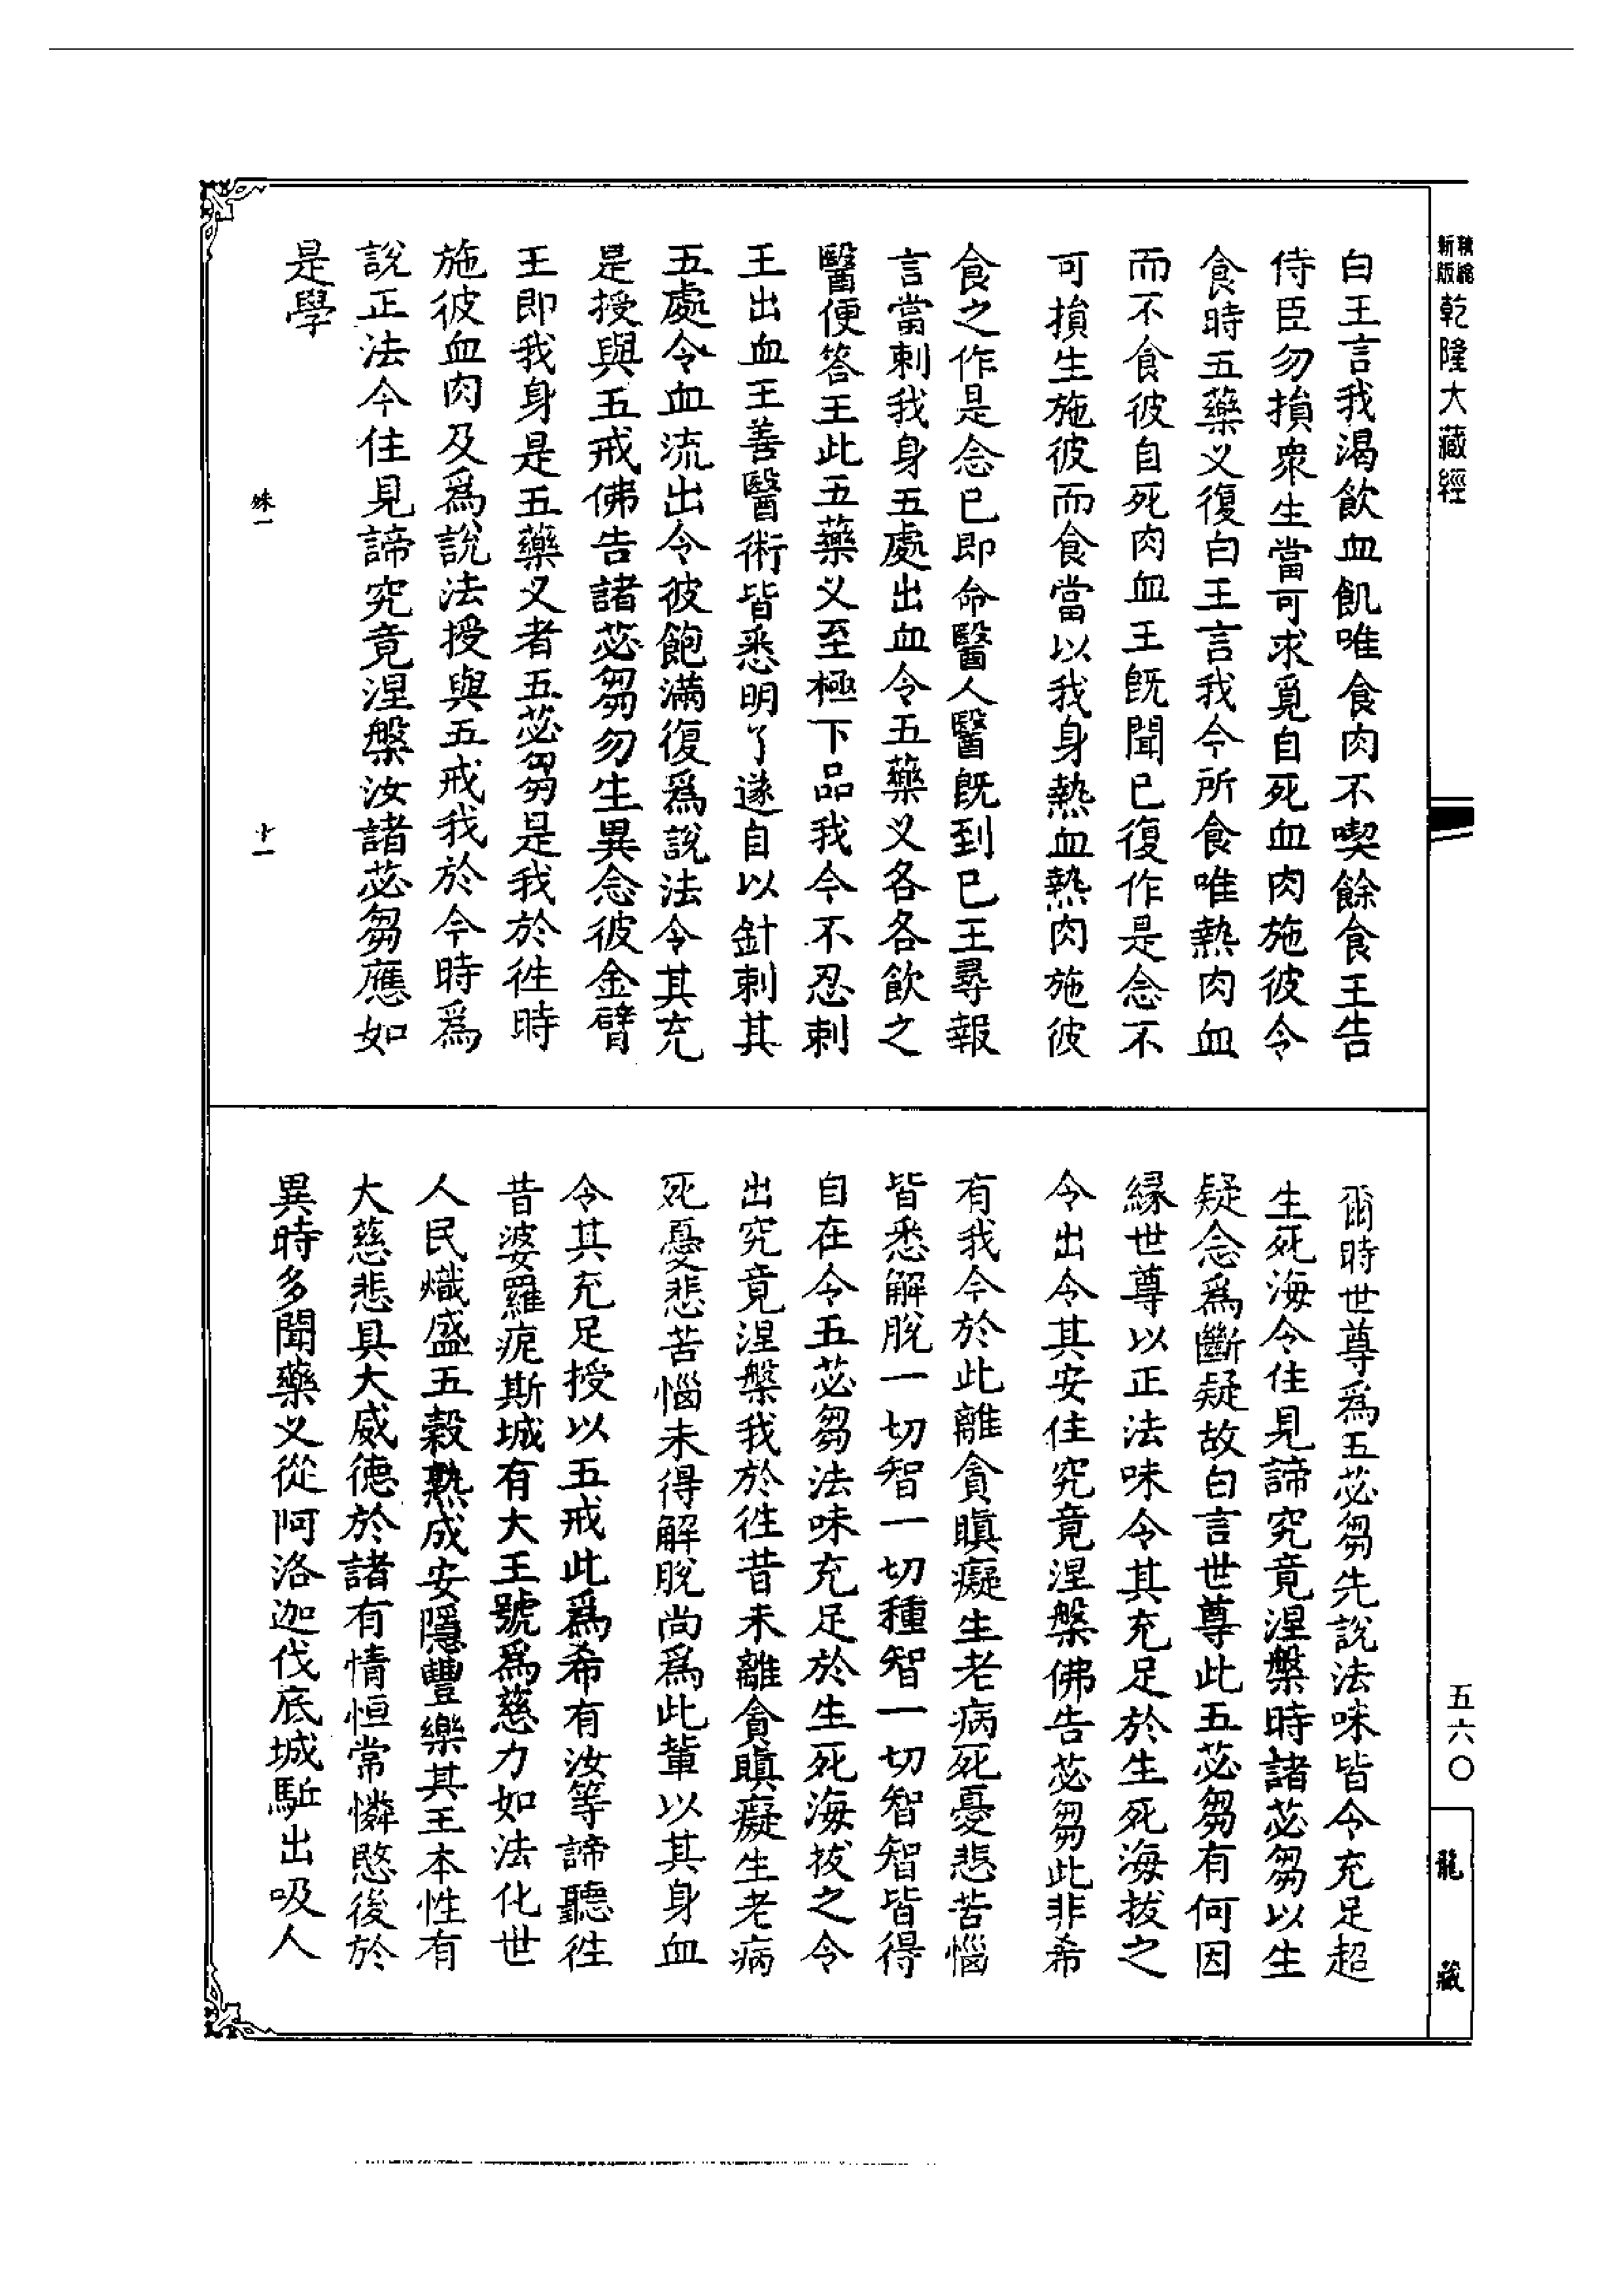 乾隆大藏經
白王言我渴飲血飢唯食肉不喫餘食王告
侍臣勿損衆生當可求覓自死血肉施彼令
食時五藥义復白王言我今所食唯熱肉血
而不食彼自死肉血王旣聞已復作是念不
可損生施彼而食當以我身熱血熱肉施彼
食之作是念已即命醫人醫旣到已王尋報
言當刺我身五處出血令五藥义各各飲之
醫便答王此五藥义至極下品我今不忍刺
王出血王善醫術皆悉明了遂自以針刺其
五處令血流出令彼飽滿復爲說法令其充
是授與五戒佛告諸苾芻勿生異念彼金臂
王即我身是五藥义者五苾芻是我於徃時
施彼血肉及爲說法授與五戒我於今時爲
說正法令住見諦究竟涅槃汝諸苾芻應如
是學
殊一
十一
爾時世尊爲五苾芻先說法味皆令充足超
生死海令住見諦究竟涅槃時諸苾芻以生
疑念爲斷疑故白言世尊此五苾芻有何因
緣世尊以正法味令其充足於生死海拔之
令出令其安住究竟涅槃佛告苾芻此非希
有我今於此離貪瞋癡生老病死憂悲苦惱
皆悉解脫一切智一切種智一切智智皆得
自在令五苾芻法味充足於生死海拔之令
出究竟涅槃我於徃昔未離貪瞋癡生老病
死憂悲苦惱未得解脫尚爲此輩以其身血
令其充足授以五戒此爲希有汝等諦聽徃
昔婆羅痆斯城有大王號爲慈力如法化世
人民熾盛五穀熟成安隱豐樂其王本性有
大慈悲具大威德於諸有情恒常憐愍後於
異時多聞藥义從阿洛迦伐底城駈出吸人
五六〇
龍藏